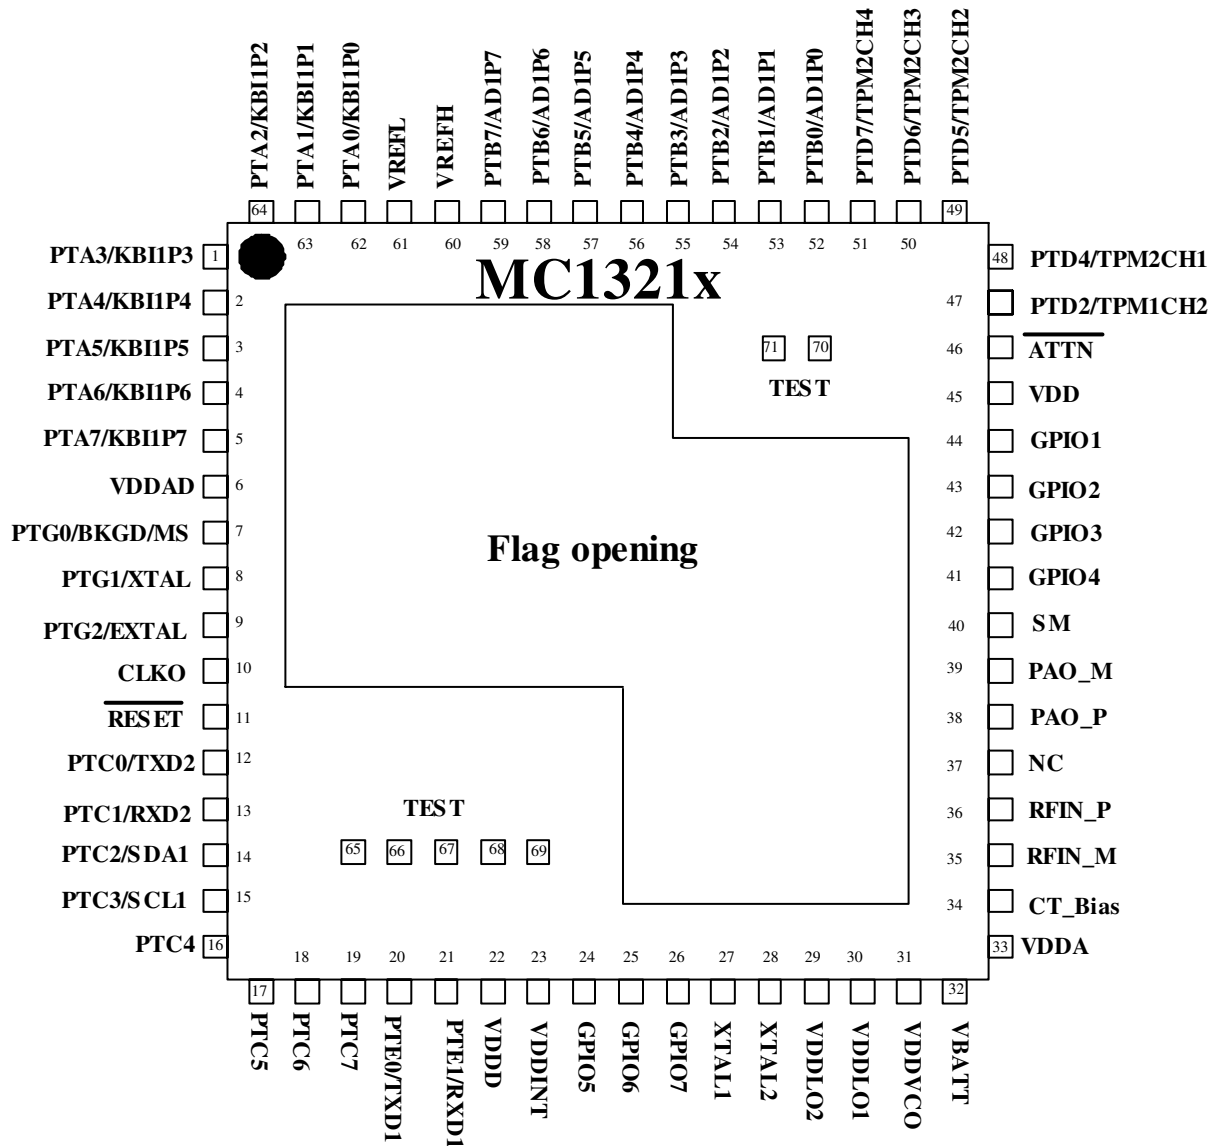 PTA2/KBI1P2
PTA1/KBI1P1
PTA0/KBI1P0
VREFL
VREFH
PTB7/AD1P7
PTB6/AD1P6
PTB5/AD1P5
PTB4/AD1P4
PTB3/AD1P3
PTB2/AD1P2
PTB1/AD1P1
PTB0/AD1P0
PTD7/TPM2CH4
PTD6/TPM2CH3
PTD5/TPM2CH2
64
63
62
61
60
59
58
57
56
55
54
53
52
51
50
49
MC1321x
PTA3/KBI1P3 1
PTA4/KBI1P4 2
PTA5/KBI1P5 3
PTA6/KBI1P6 4
PTA7/KBI1P7 5
VDDAD 6
PTG0/BKGD/MS 7
PTG1/XTAL 8
PTG2/EXTAL 9
CLKO 10
RESET 11
PTC0/TXD2 12
PTC1/RXD2 13
PTC2/SDA1 14
PTC3/SCL1 15
PTC4 16
71 70
TEST
Flag opening
TEST
65 66 67 68 69
48 PTD4/TPM2CH1
47 PTD2/TPM1CH2
46 ATTN
45 VDD
44 GPIO1
43 GPIO2
42 GPIO3
41 GPIO4
40 SM
39 PAO_M
38 PAO_P
37 NC
36 RFIN_P
35 RFIN_M
34 CT_Bias
33 VDDA
17
18
19
20
21
22
23
24
25
26
27
28
29
30
31
32
PTC5
PTC6
PTC7
PTE0/TXD1
PTE1/RXD1
VDDD
VDDINT
GPIO5
GPIO6
GPIO7
XTAL1
XTAL2
VDDLO2
VDDLO1
VDDVCO
VBATT